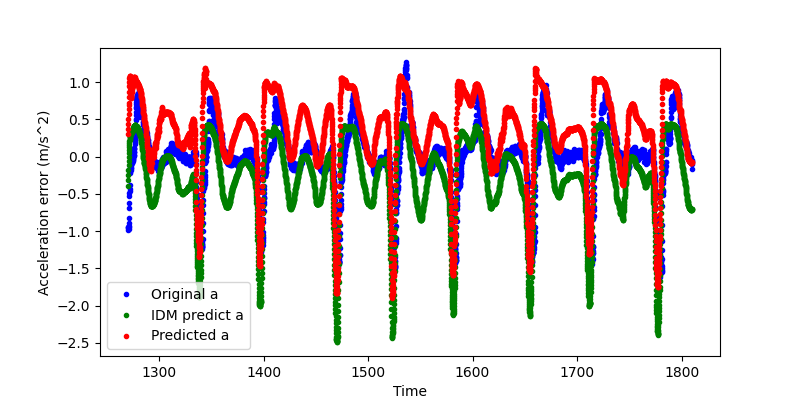 1.0
0.5
0.0
−0.5
−1.0
−1.5
−2.0
−2.5
Acceleration error (m/s^2)
Original a
IDM predict a
Predicted a
1300 1400 1500 1600 1700 1800
Time